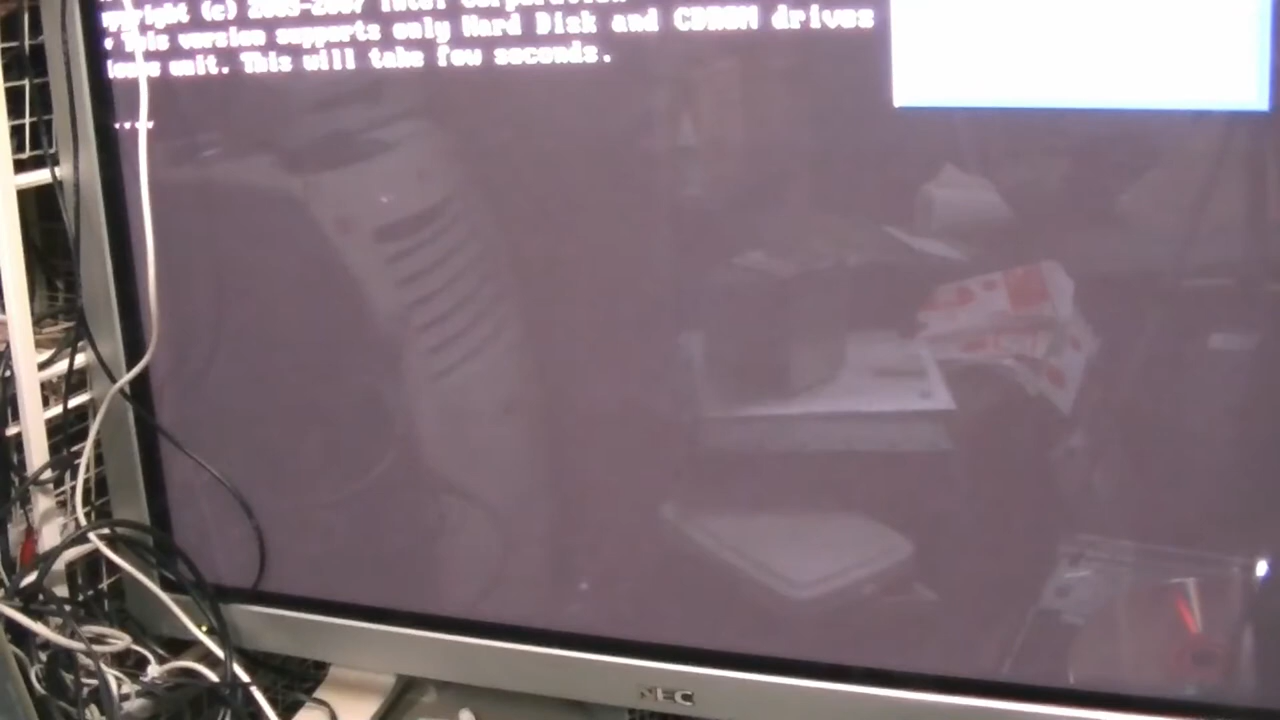 (c) 2003-2007 Intel Corporation
This version supports only Hard Disk and CDROM drives
unit. This will take few seconds.
....
NEC